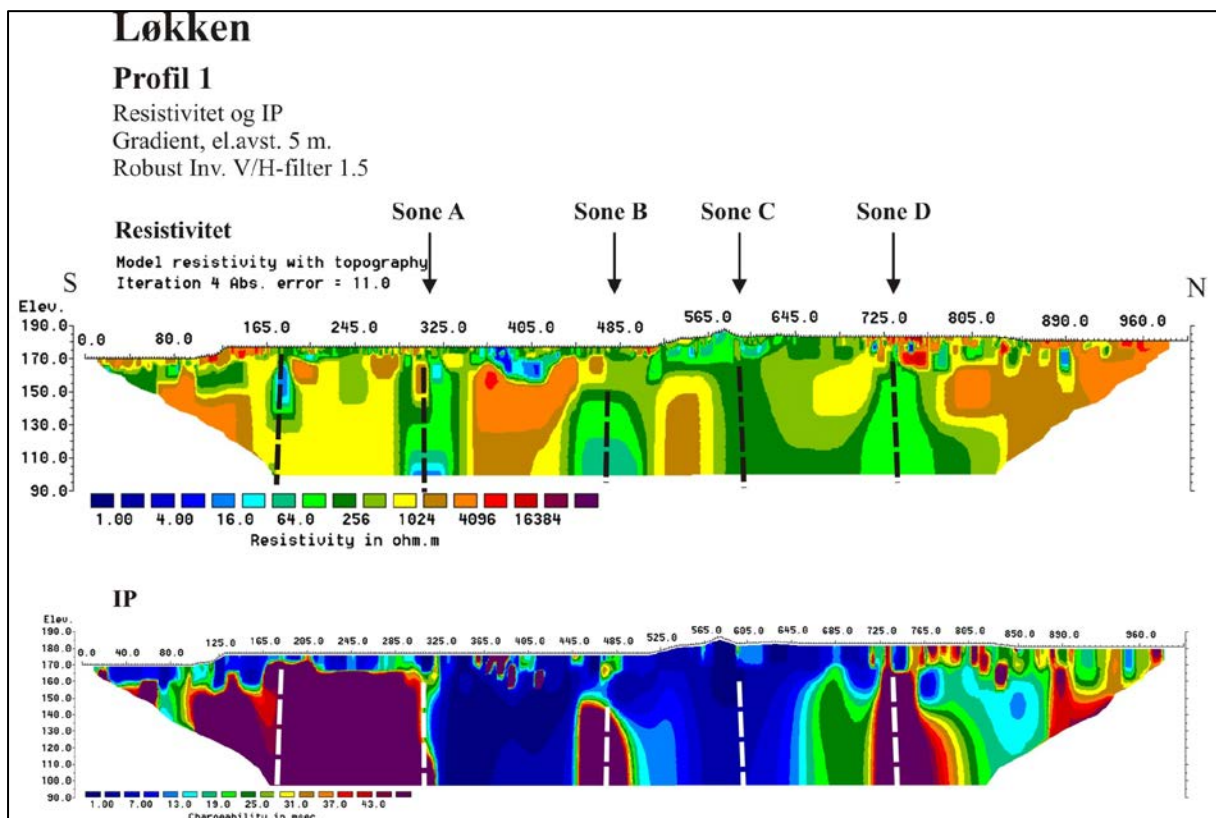 Løkken
Profil 1
Resistivitet og IP
Gradient, el.avst. 5 m.
Robust Inv. V/H-filter 1.5
Sone A Sone B Sone C Sone D
Resistivitet
Model resistivity with topography
Iteration 4 Abs. error = 11.0
S N
Elev.
190.0
170.0
150.0
130.0
110.0
90.0
0.0 80.0 165.0 245.0 325.0 405.0 485.0 565.0 645.0 725.0 805.0 890.0 960.0
1.00 4.00 16.0 64.0 256 1024 4096 16384
Resistivity in ohm.m
IP
Elev.
190.0
180.0
170.0
160.0
150.0
140.0
130.0
120.0
110.0
100.0
90.0
0.0 40.0 80.0 125.0 165.0 205.0 245.0 285.0 325.0 365.0 405.0 445.0 485.0 525.0 565.0 605.0 645.0 685.0 725.0 765.0 805.0 850.0 890.0 960.0
1.00 7.00 13.0 19.0 25.0 31.0 37.0 43.0
Chargeability in msec